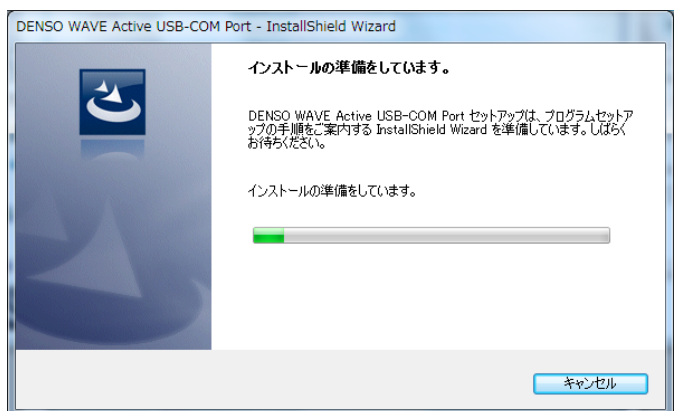 DENSO WAVE Active USB-COM Port - InstallShield Wizard
インストールの準備をしています。
DENSO WAVE Active USB-COM Port セットアップは、プログラムセットア
ップの手順をご案内する InstallShield Wizard を準備しています。しばらく
お待ちください。
インストールの準備をしています。
キャンセル